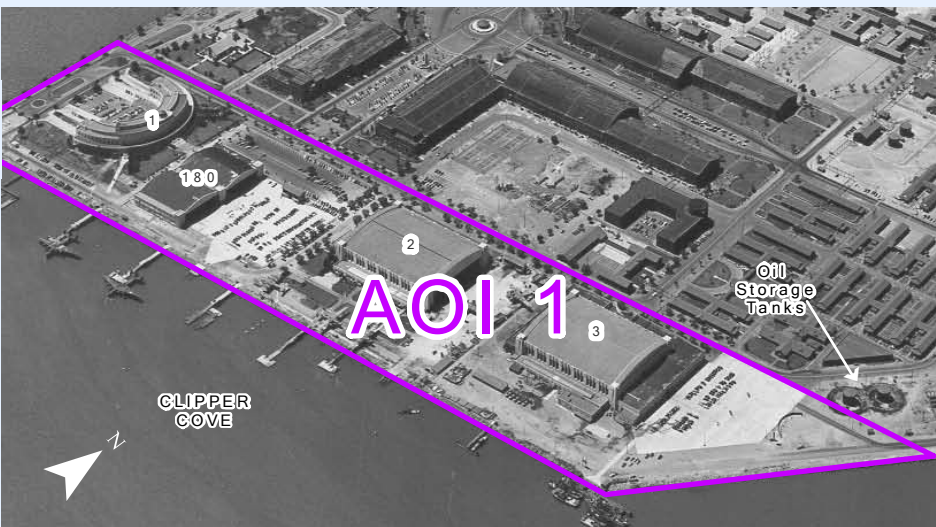 1
180
2
AOI 1
3
Oil
Storage
Tanks
CLIPPER
COVE
N